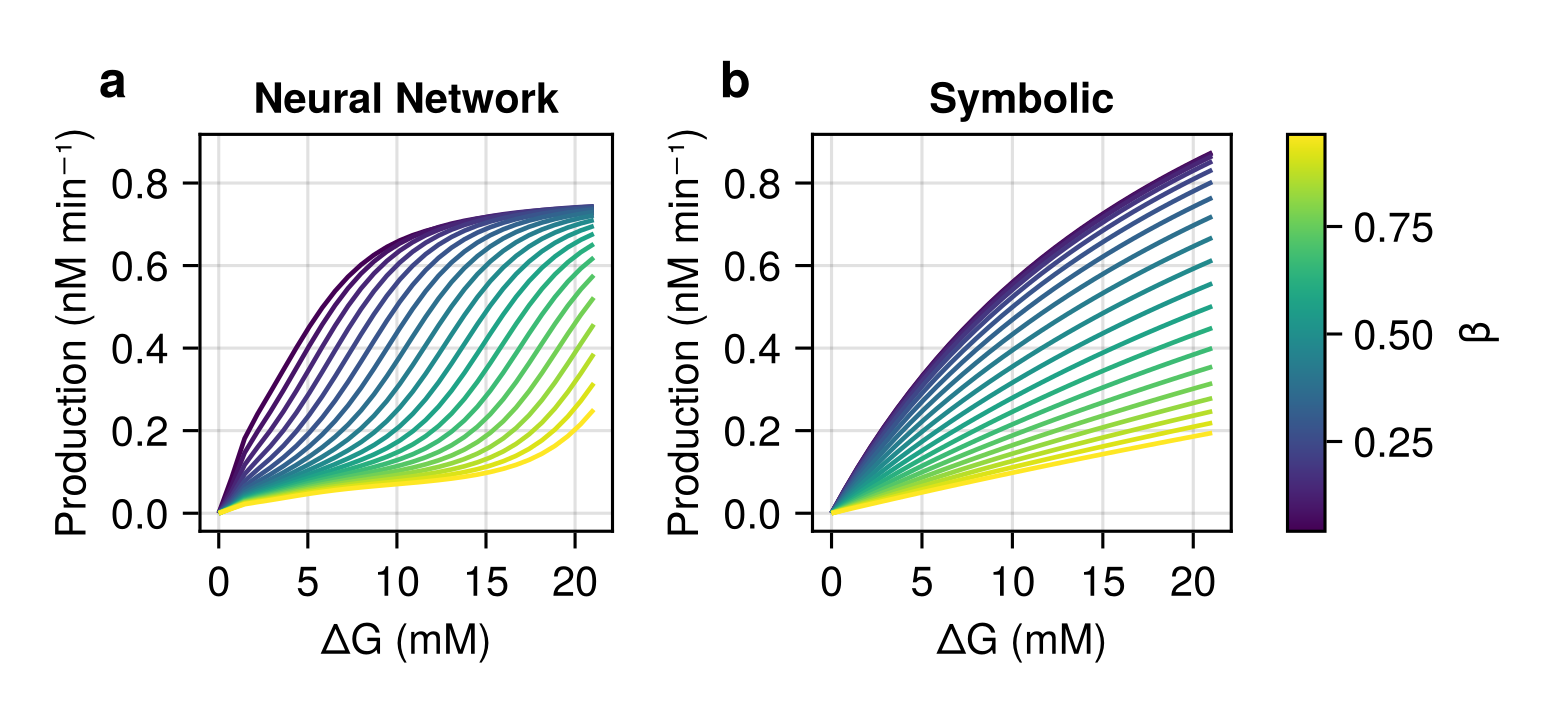 a
Neural Network
Production (nM min⁻¹)
0.8
0.6
0.4
0.2
0.0
0 5 10 15 20
ΔG (mM)
b
Symbolic
Production (nM min⁻¹)
0.8
0.6
0.4
0.2
0.0
0 5 10 15 20
ΔG (mM)
0.75
0.50
0.25
β